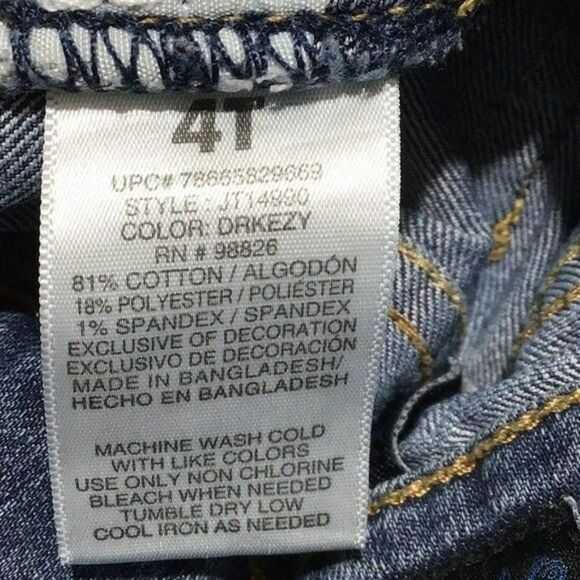 4T
UPC# 78665829669
STYLE : JT14990
COLOR: DRKEZY
RN # 98826
81% COTTON / ALGODÓN
18% POLYESTER / POLIÉSTER
1% SPANDEX / SPANDEX
EXCLUSIVE OF DECORATION
EXCLUSIVO DE DECORACIÓN
MADE IN BANGLADESH/
HECHO EN BANGLADESH
MACHINE WASH COLD
WITH LIKE COLORS
USE ONLY NON CHLORINE
BLEACH WHEN NEEDED
TUMBLE DRY LOW
COOL IRON AS NEEDED